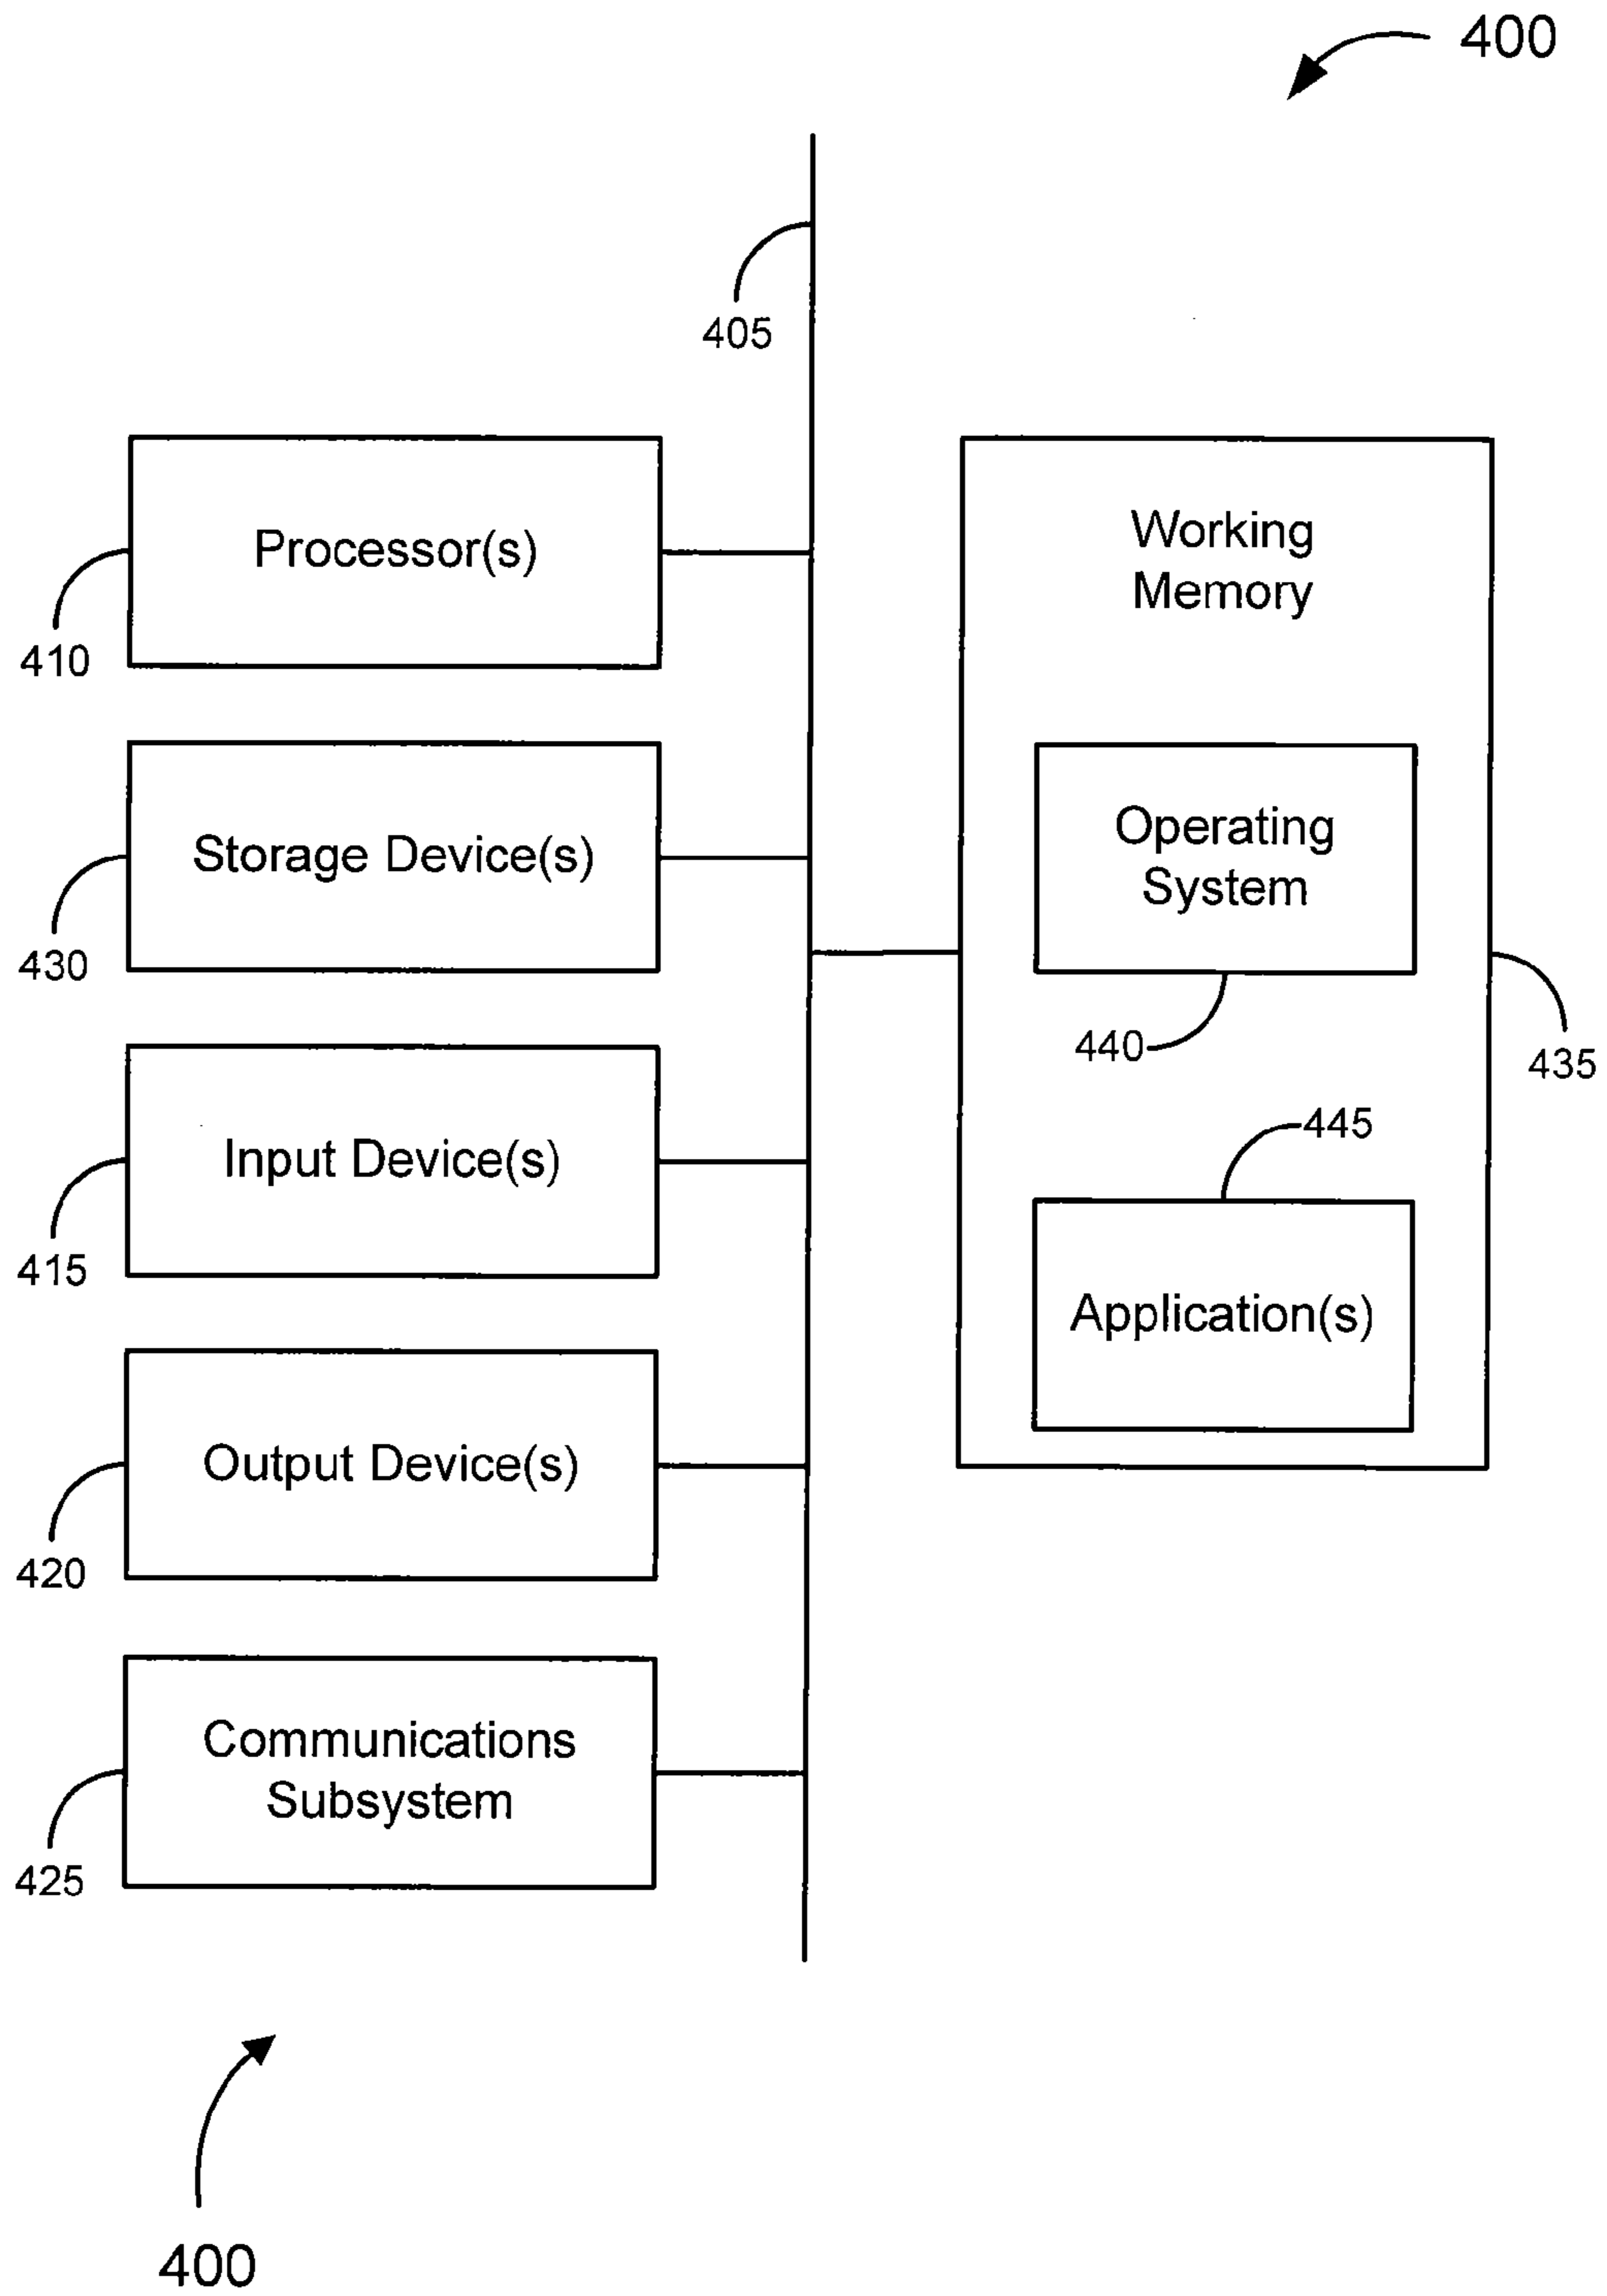 400
405
Processor(s)
410
Working
Memory
Storage Device(s)
430
Operating
System
440
435
Input Device(s)
415
445
Application(s)
Output Device(s)
420
Communications
Subsystem
425
400